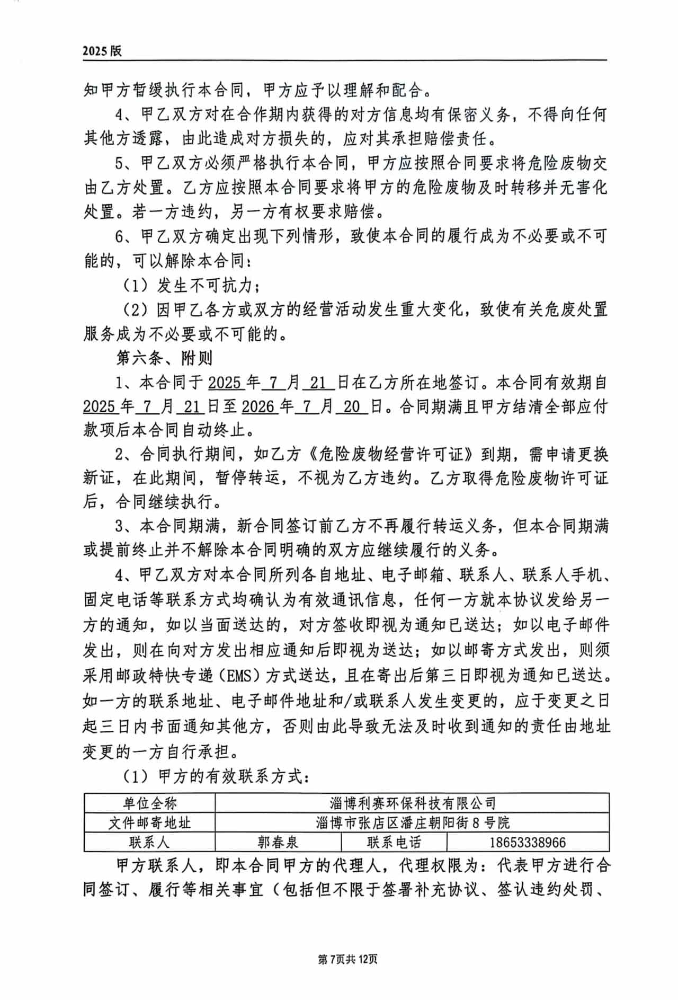 2025版
知甲方暂缓执行本合同，甲方应予以理解和配合。
4、甲乙双方对在合作期内获得的对方信息均有保密义务，不得向任何
其他方透露、由此造成对方损失的，应对其承担赔偿责任。
5、甲乙双方必须严格执行本合同，甲方应按照合同要求将危险废物交
由乙方处置。乙方应按照本合同要求将甲方的危险废物及时转移并无害化
处置。若一方违约，另一方有权要求赔偿。
6、甲乙双方确定出现下列情形，致使本合同的履行成为不必要或不可
能的，可以解除本合同：
（1）发生不可抗力；
（2）因甲乙各方或双方的经营活动发生重大变化，致使有关危废处置
服务成为不必要或不可能的。
第六条、附则
1、本合同于 2025 年 7 月 21 日在乙方所在地签订。本合同有效期自
2025 年 7 月 21 日至 2026 年 7 月 20 日。合同期满且甲方结清全部应付
款项后本合同自动终止。
2、合同执行期间，如乙方《危险废物经营许可证》到期，需申请更换
新证，在此期间，暂停转运，不视为乙方违约。乙方取得危险废物许可证
后，合同继续执行。
3、本合同期满，新合同签订前乙方不再履行转运义务，但本合同期满
或提前终止并不解除本合同明确的双方应继续履行的义务。
4、甲乙双方对本合同所列各自地址、电子邮箱、联系人、联系人手机、
固定电话等联系方式均确认为有效通讯信息，任何一方就本协议发给另一
方的通知，如以当面送达的，对方签收即视为通知已送达；如以电子邮件
发出，则在向对方发出相应通知后即视为送达；如以邮寄方式发出，则须
采用邮政特快专递（EMS）方式送达，且在寄出后第三日即视为通知已送达。
如一方的联系地址、电子邮件地址和/或联系人发生变更的，应于变更之日
起三日内书面通知其他方，否则由此导致无法及时收到通知的责任由地址
变更的一方自行承担。
（1）甲方的有效联系方式：
单位全称 淄博利赛环保科技有限公司
文件邮寄地址 淄博市张店区潘庄朝阳街8号院
联系人 郭春泉 联系电话 18653338966
甲方联系人，即本合同甲方的代理人，代理权限为：代表甲方进行合
同签订、履行等相关事宜（包括但不限于签署补充协议、签认违约处罚、
第7页共12页